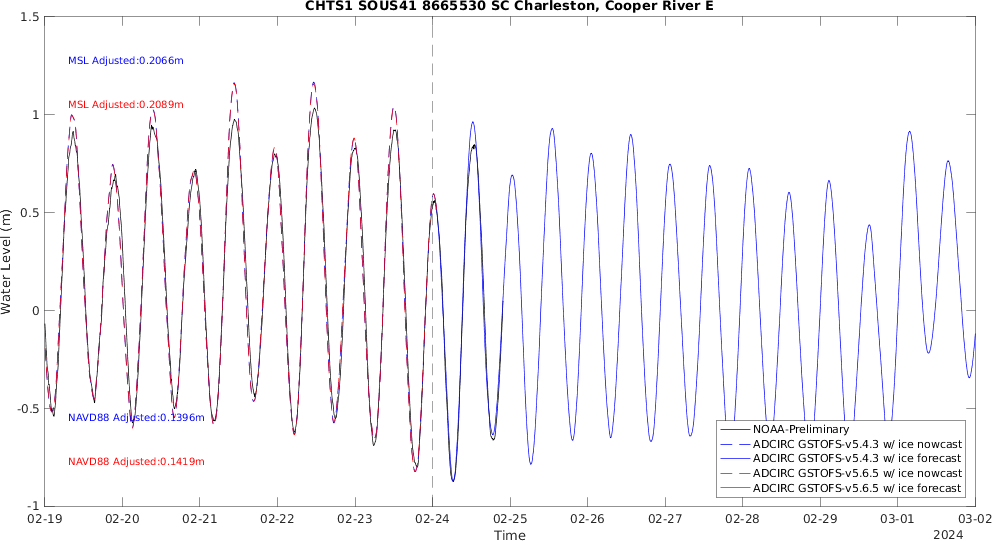 CHTS1 SOUS41 8665530 SC Charleston, Cooper River E
1.5
1
0.5
0
-0.5
-1
Water Level (m)
MSL Adjusted:0.2066m
MSL Adjusted:0.2089m
NAVD88 Adjusted:0.1396m
NAVD88 Adjusted:0.1419m
NOAA-Preliminary
ADCIRC GSTOFS-v5.4.3 w/ ice nowcast
ADCIRC GSTOFS-v5.4.3 w/ ice forecast
ADCIRC GSTOFS-v5.6.5 w/ ice nowcast
ADCIRC GSTOFS-v5.6.5 w/ ice forecast
02-19 02-20 02-21 02-22 02-23 02-24 02-25 02-26 02-27 02-28 02-29 03-01 03-02
Time
2024